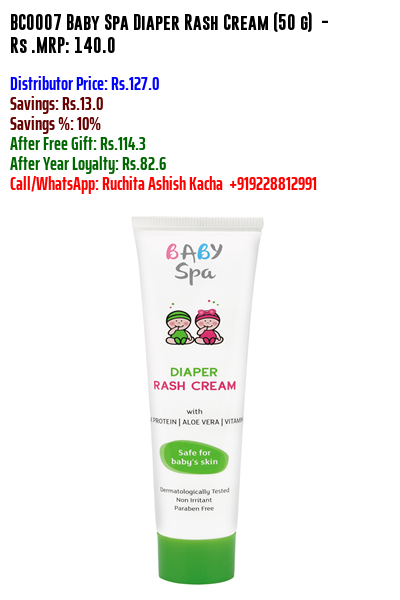 BC0007 Baby Spa Diaper Rash Cream (50 g) -
Rs .MRP: 140.0
Distributor Price: Rs.127.0
Savings: Rs.13.0
Savings %: 10%
After Free Gift: Rs.114.3
After Year Loyalty: Rs.82.6
Call/WhatsApp: Ruchita Ashish Kacha +919228812991
BABY
Spa
DIAPER
RASH CREAM
with
PROTEIN | ALOE VERA |
Safe for
baby's skin
Dermatologically Tested
Non Irritant
Paraben Free